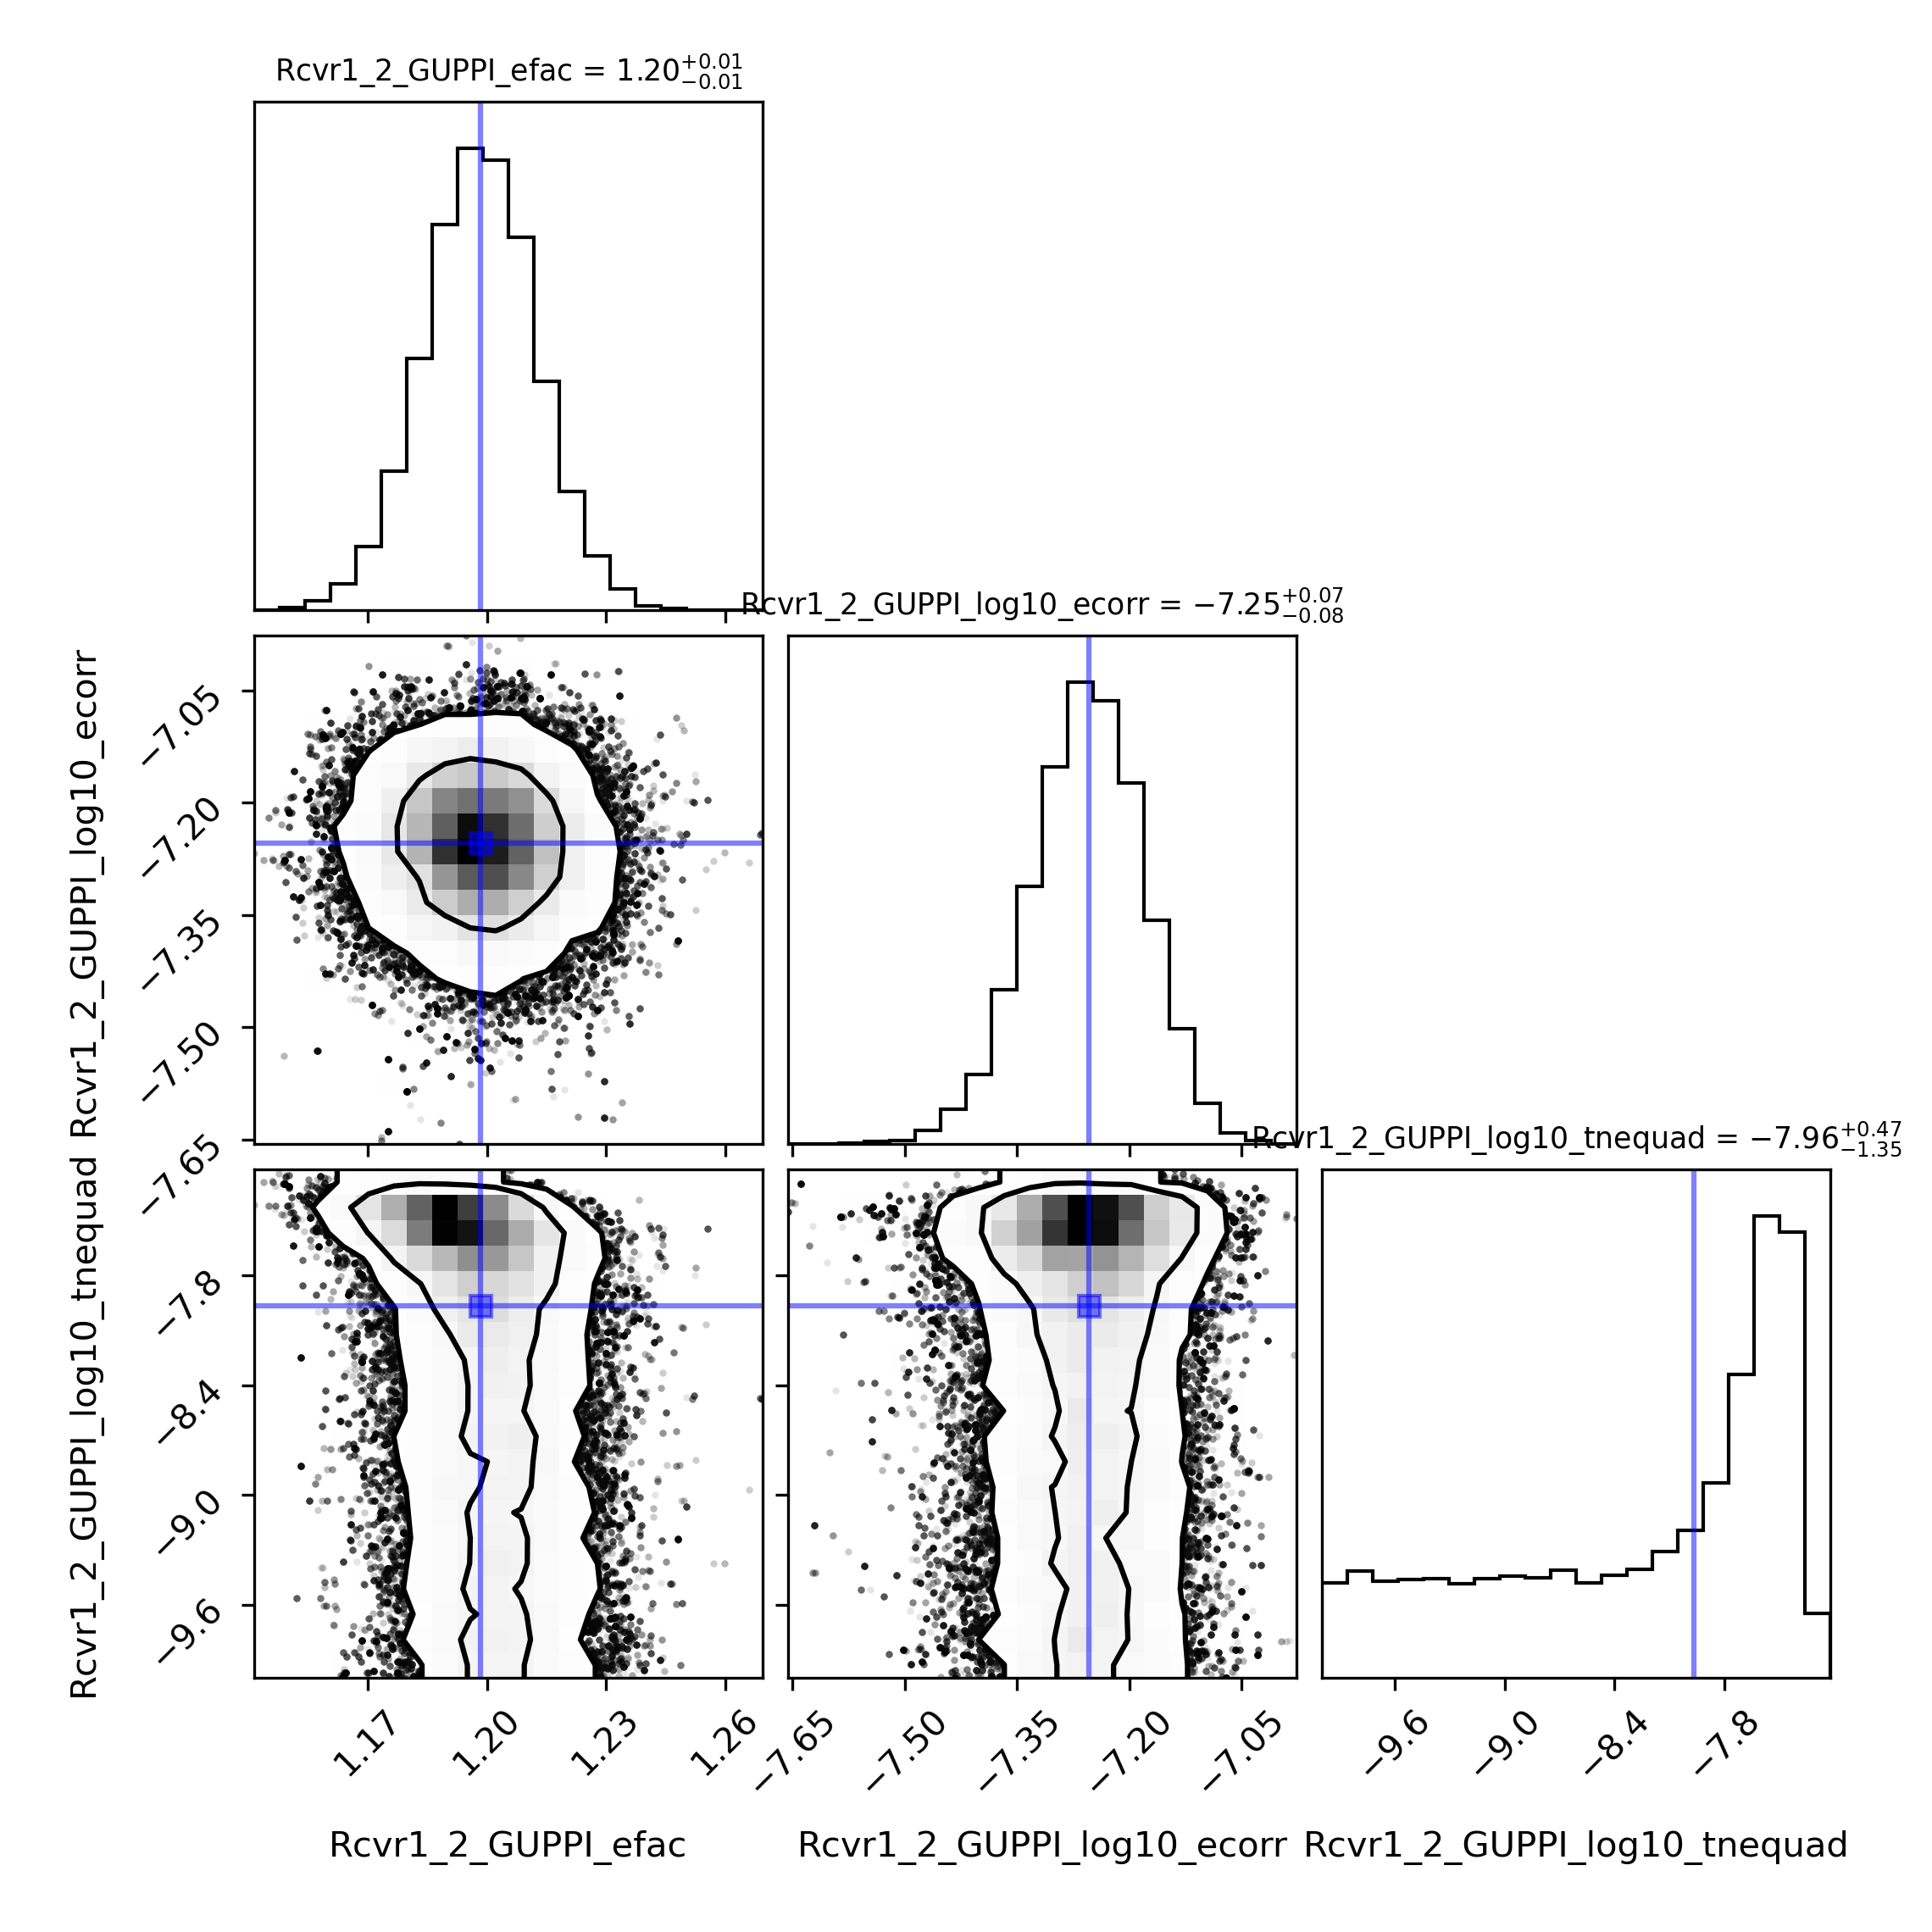 Rcvr1_2_GUPPI_efac = 1.20+0.01−0.01
Rcvr1_2_GUPPI_log10_ecorr = −7.25+0.07−0.08
Rcvr1_2_GUPPI_log10_ecorr
−7.05
−7.20
−7.35
−7.50
−7.65
Rcvr1_2_GUPPI_log10_tnequad = −7.96+0.47−1.35
Rcvr1_2_GUPPI_log10_tnequad
−7.8
−8.4
−9.0
−9.6
1.17 1.20 1.23 1.26 −7.65 −7.50 −7.35 −7.20 −7.05 −9.6 −9.0 −8.4 −7.8
Rcvr1_2_GUPPI_efac Rcvr1_2_GUPPI_log10_ecorr Rcvr1_2_GUPPI_log10_tnequad